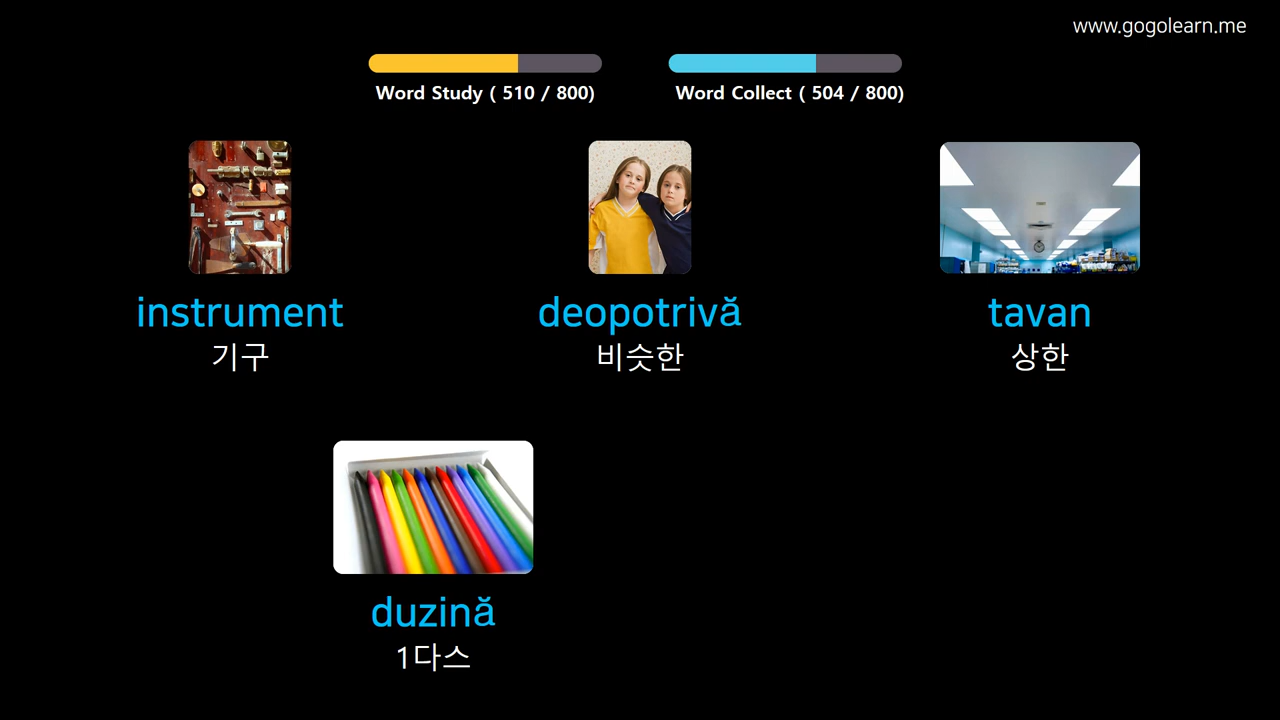 www.gogolearn.me
Word Study ( 510 / 800)
Word Collect ( 504 / 800)
instrument
기구
deopotrivă
비슷한
tavan
상한
duzină
1다스